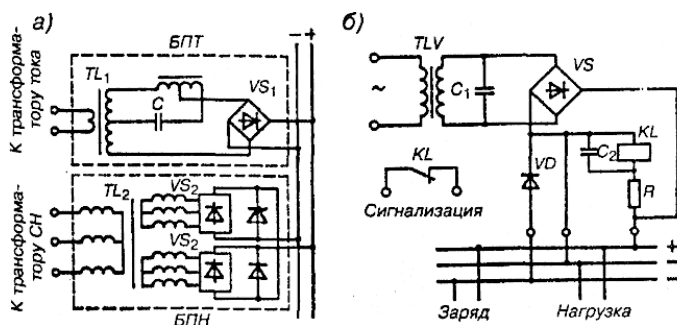 а)
БПТ
− +
К трансформа-
тору тока
TL1
C
VS1
К трансформа-
тору СН
TL2
VS2
VS2
БПН
б)
TLV
VS
~
C1
KL
C2
KL
VD
R
Сигнализация
+
−
−
Заряд
Нагрузка